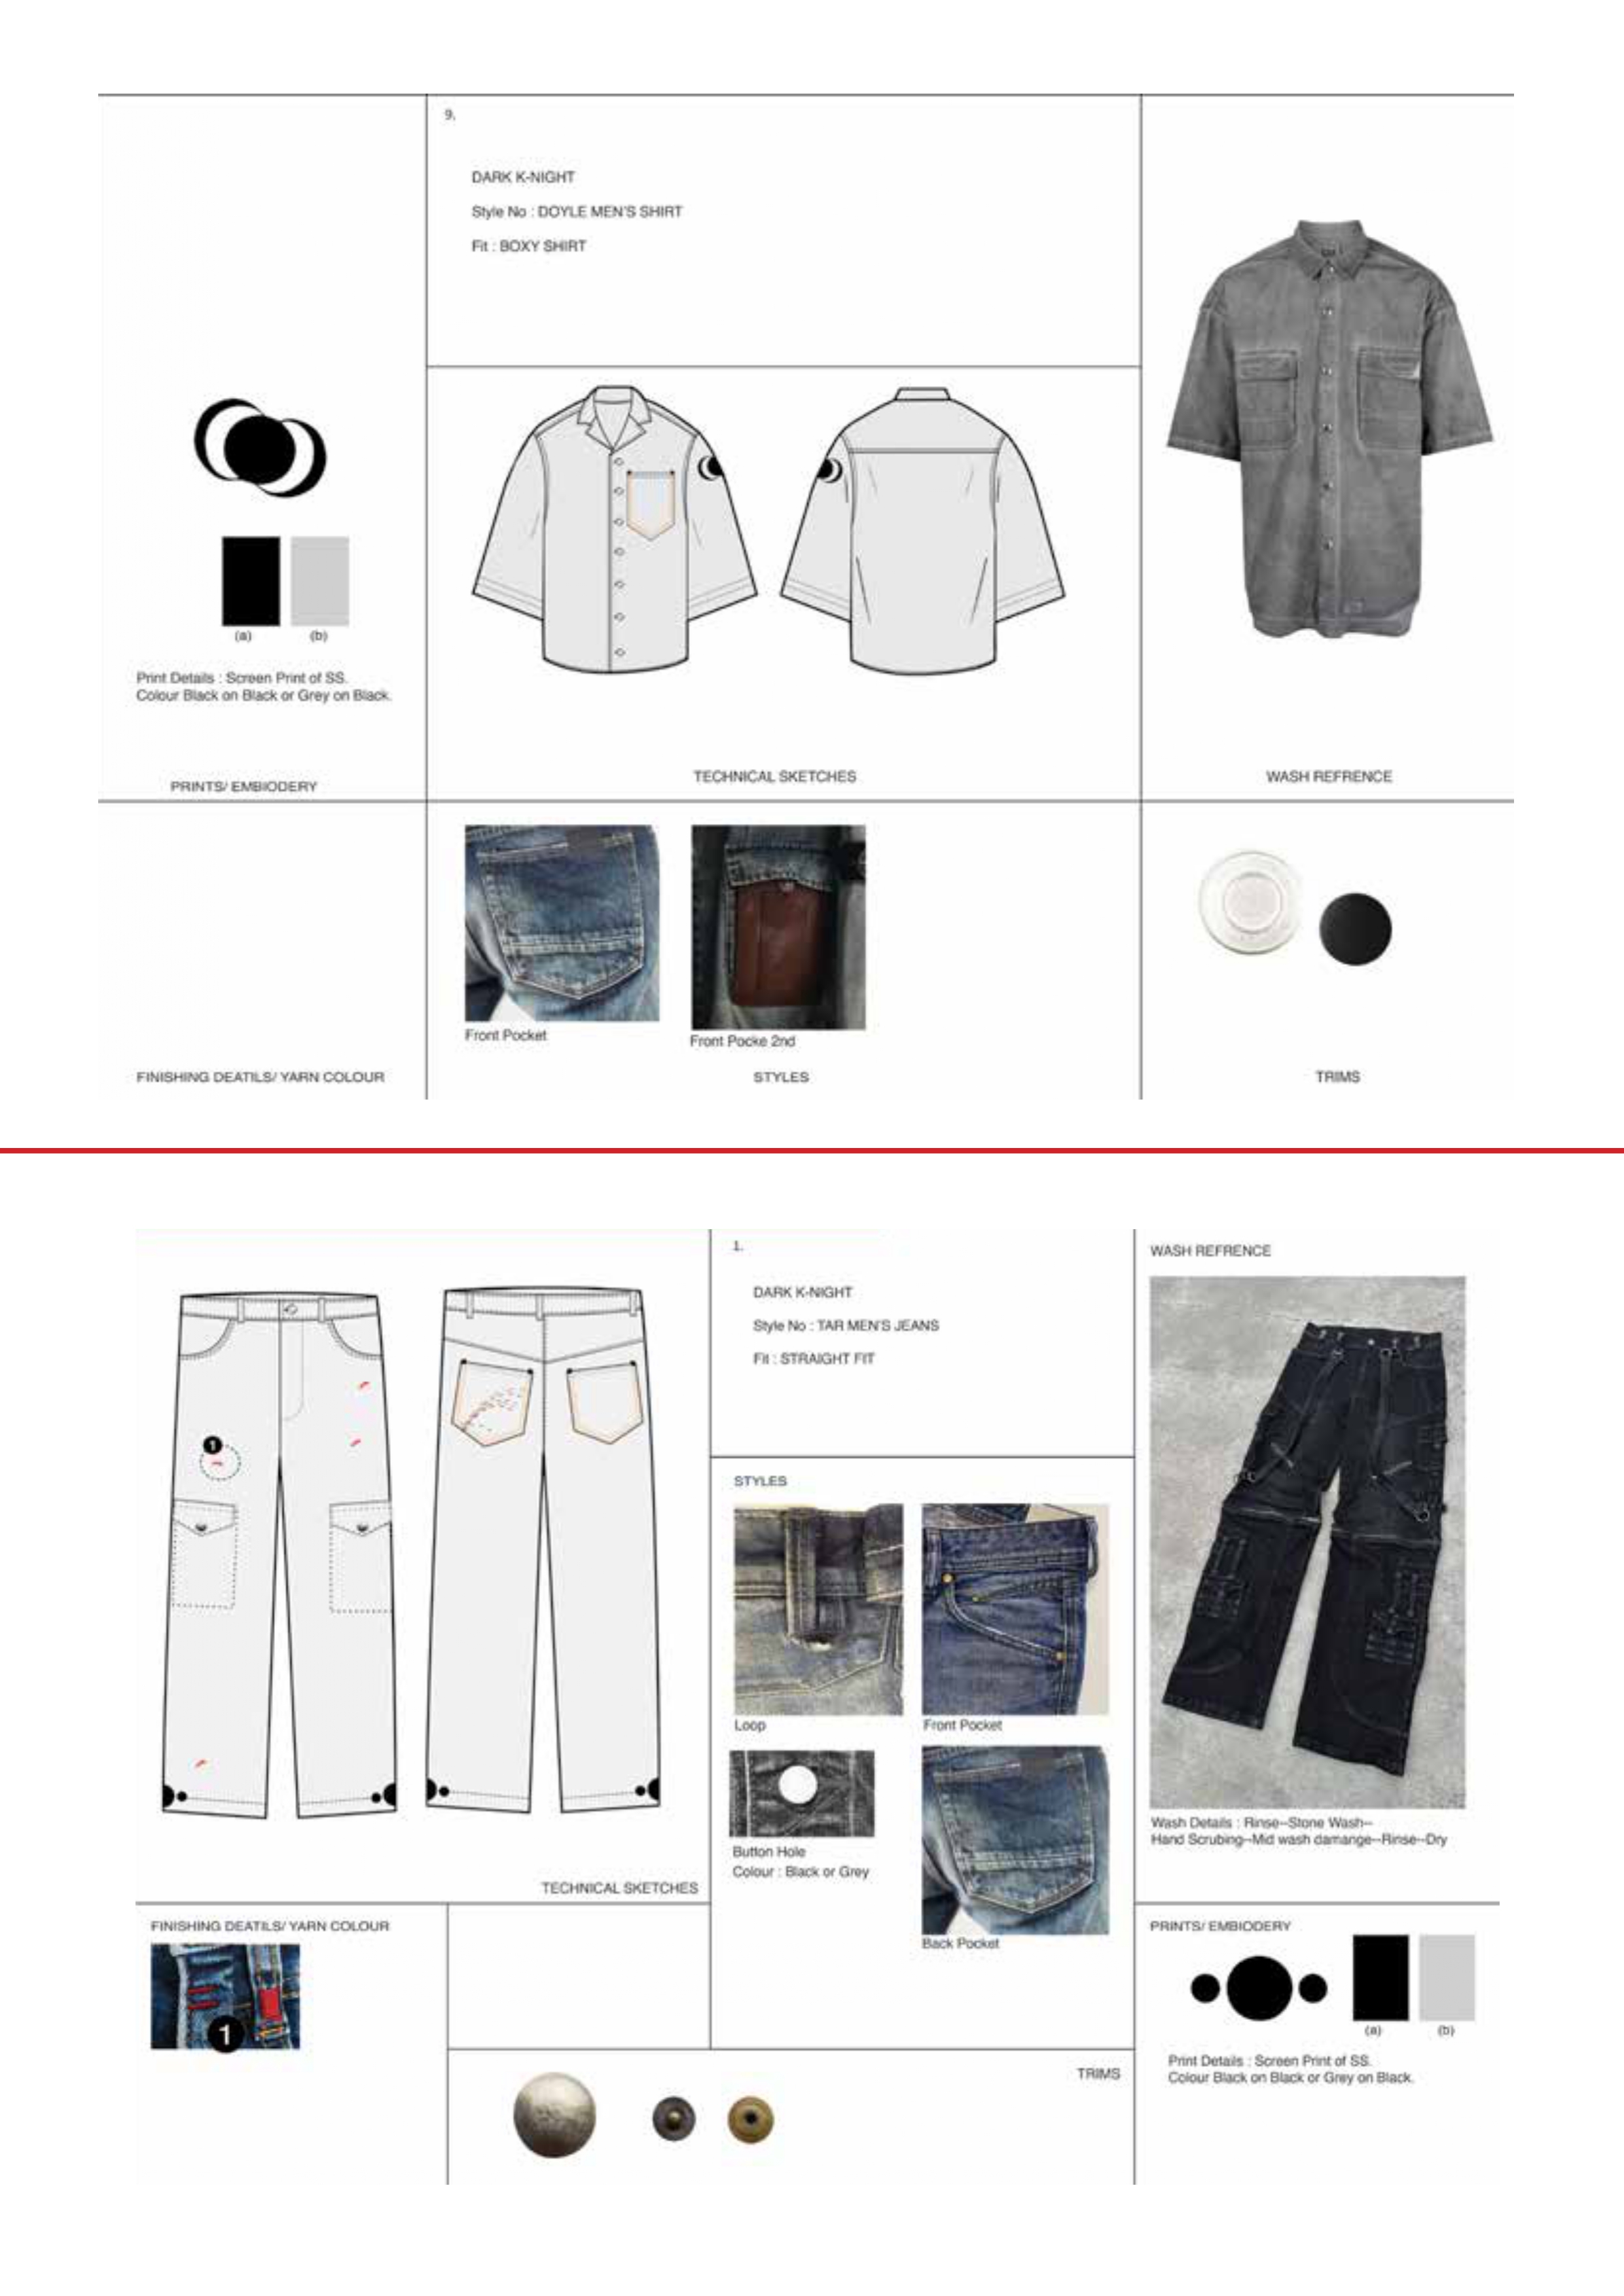 9.
DARK K-NIGHT
Style No : DOYLE MEN'S SHIRT
Fit : BOXY SHIRT
(a)
(b)
Print Details : Screen Print of SS.
Colour Black on Black or Grey on Black.
PRINTS/ EMBIODERY
TECHNICAL SKETCHES
WASH REFRENCE
Front Pocket
Front Pocke 2nd
FINISHING DEATILS/ YARN COLOUR
STYLES
TRIMS
1.
DARK K-NIGHT
Style No : TAR MEN'S JEANS
Fit : STRAIGHT FIT
WASH REFRENCE
1
STYLES
Loop
Front Pocket
Button Hole
Colour : Black or Grey
Back Pocket
Wash Details : Rinse--Stone Wash--
Hand Scrubing--Mid wash damange--Rinse--Dry
TECHNICAL SKETCHES
FINISHING DEATILS/ YARN COLOUR
1
PRINTS/ EMBIODERY
(a)
(b)
Print Details : Screen Print of SS.
Colour Black on Black or Grey on Black.
TRIMS